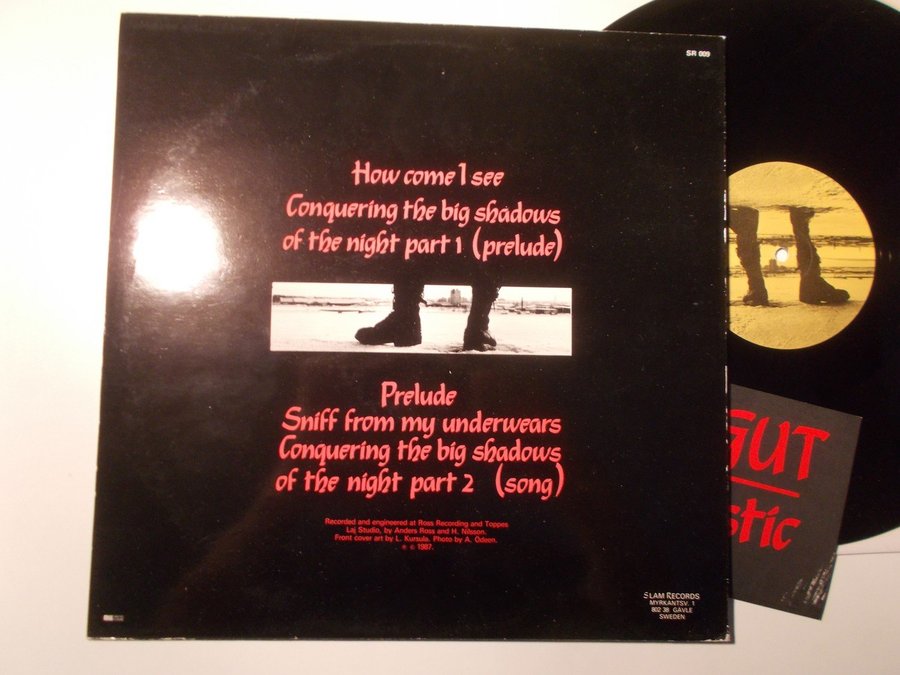 SR 009
How come I see
Conquering the big shadows
of the night part 1 (prelude)
Prelude
Sniff from my underwears
Conquering the big shadows
of the night part 2 (song)
Recorded and engineered at Ross Recording and Toppes
Laj Studio, by Anders Ross and H. Nilsson.
Front cover art by L. Kursula. Photo by A. Odeen.
℗ © 1987.
SLAM RECORDS
MYRKANTSV. 1
802 38 GÄVLE
SWEDEN
GUT
stic